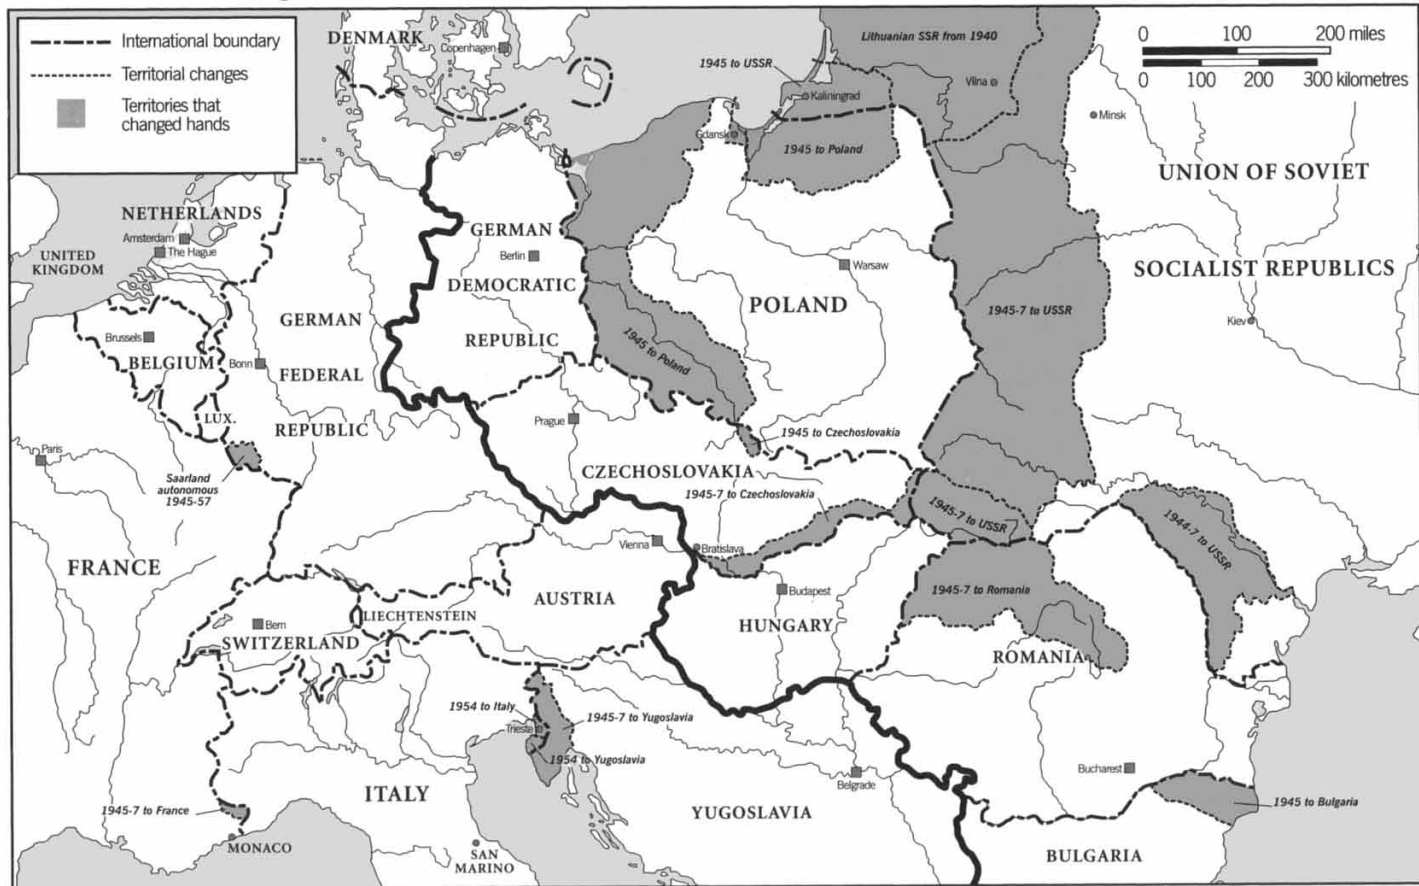 International boundary
Territorial changes
Territories that
changed hands
DENMARK
Copenhagen
Lithuanian SSR from 1940
0 100 200 miles
0 100 200 300 kilometres
1945 to USSR
Kaliningrad
Vilna
Minsk
Gdansk
1945 to Poland
UNION OF SOVIET
NETHERLANDS
Amsterdam
The Hague
UNITED
KINGDOM
GERMAN
Berlin
DEMOCRATIC
REPUBLIC
Warsaw
SOCIALIST REPUBLICS
POLAND
1945-7 to USSR
Kiev
GERMAN
FEDERAL
REPUBLIC
Brussels
BELGIUM
Bonn
LUX.
1945 to Poland
Prague
1945 to Czechoslovakia
Paris
Saarland
autonomous
1945-57
CZECHOSLOVAKIA
1945-7 to Czechoslovakia
1945-7 to USSR
1944-7 to USSR
Vienna
Bratislava
FRANCE
AUSTRIA
Budapest
1945-7 to Romania
LIECHTENSTEIN
Bern
SWITZERLAND
HUNGARY
ROMANIA
1954 to Italy
Trieste
1945-7 to Yugoslavia
1954 to Yugoslavia
Belgrade
Bucharest
ITALY
1945-7 to France
YUGOSLAVIA
1945 to Bulgaria
MONACO
SAN
MARINO
BULGARIA